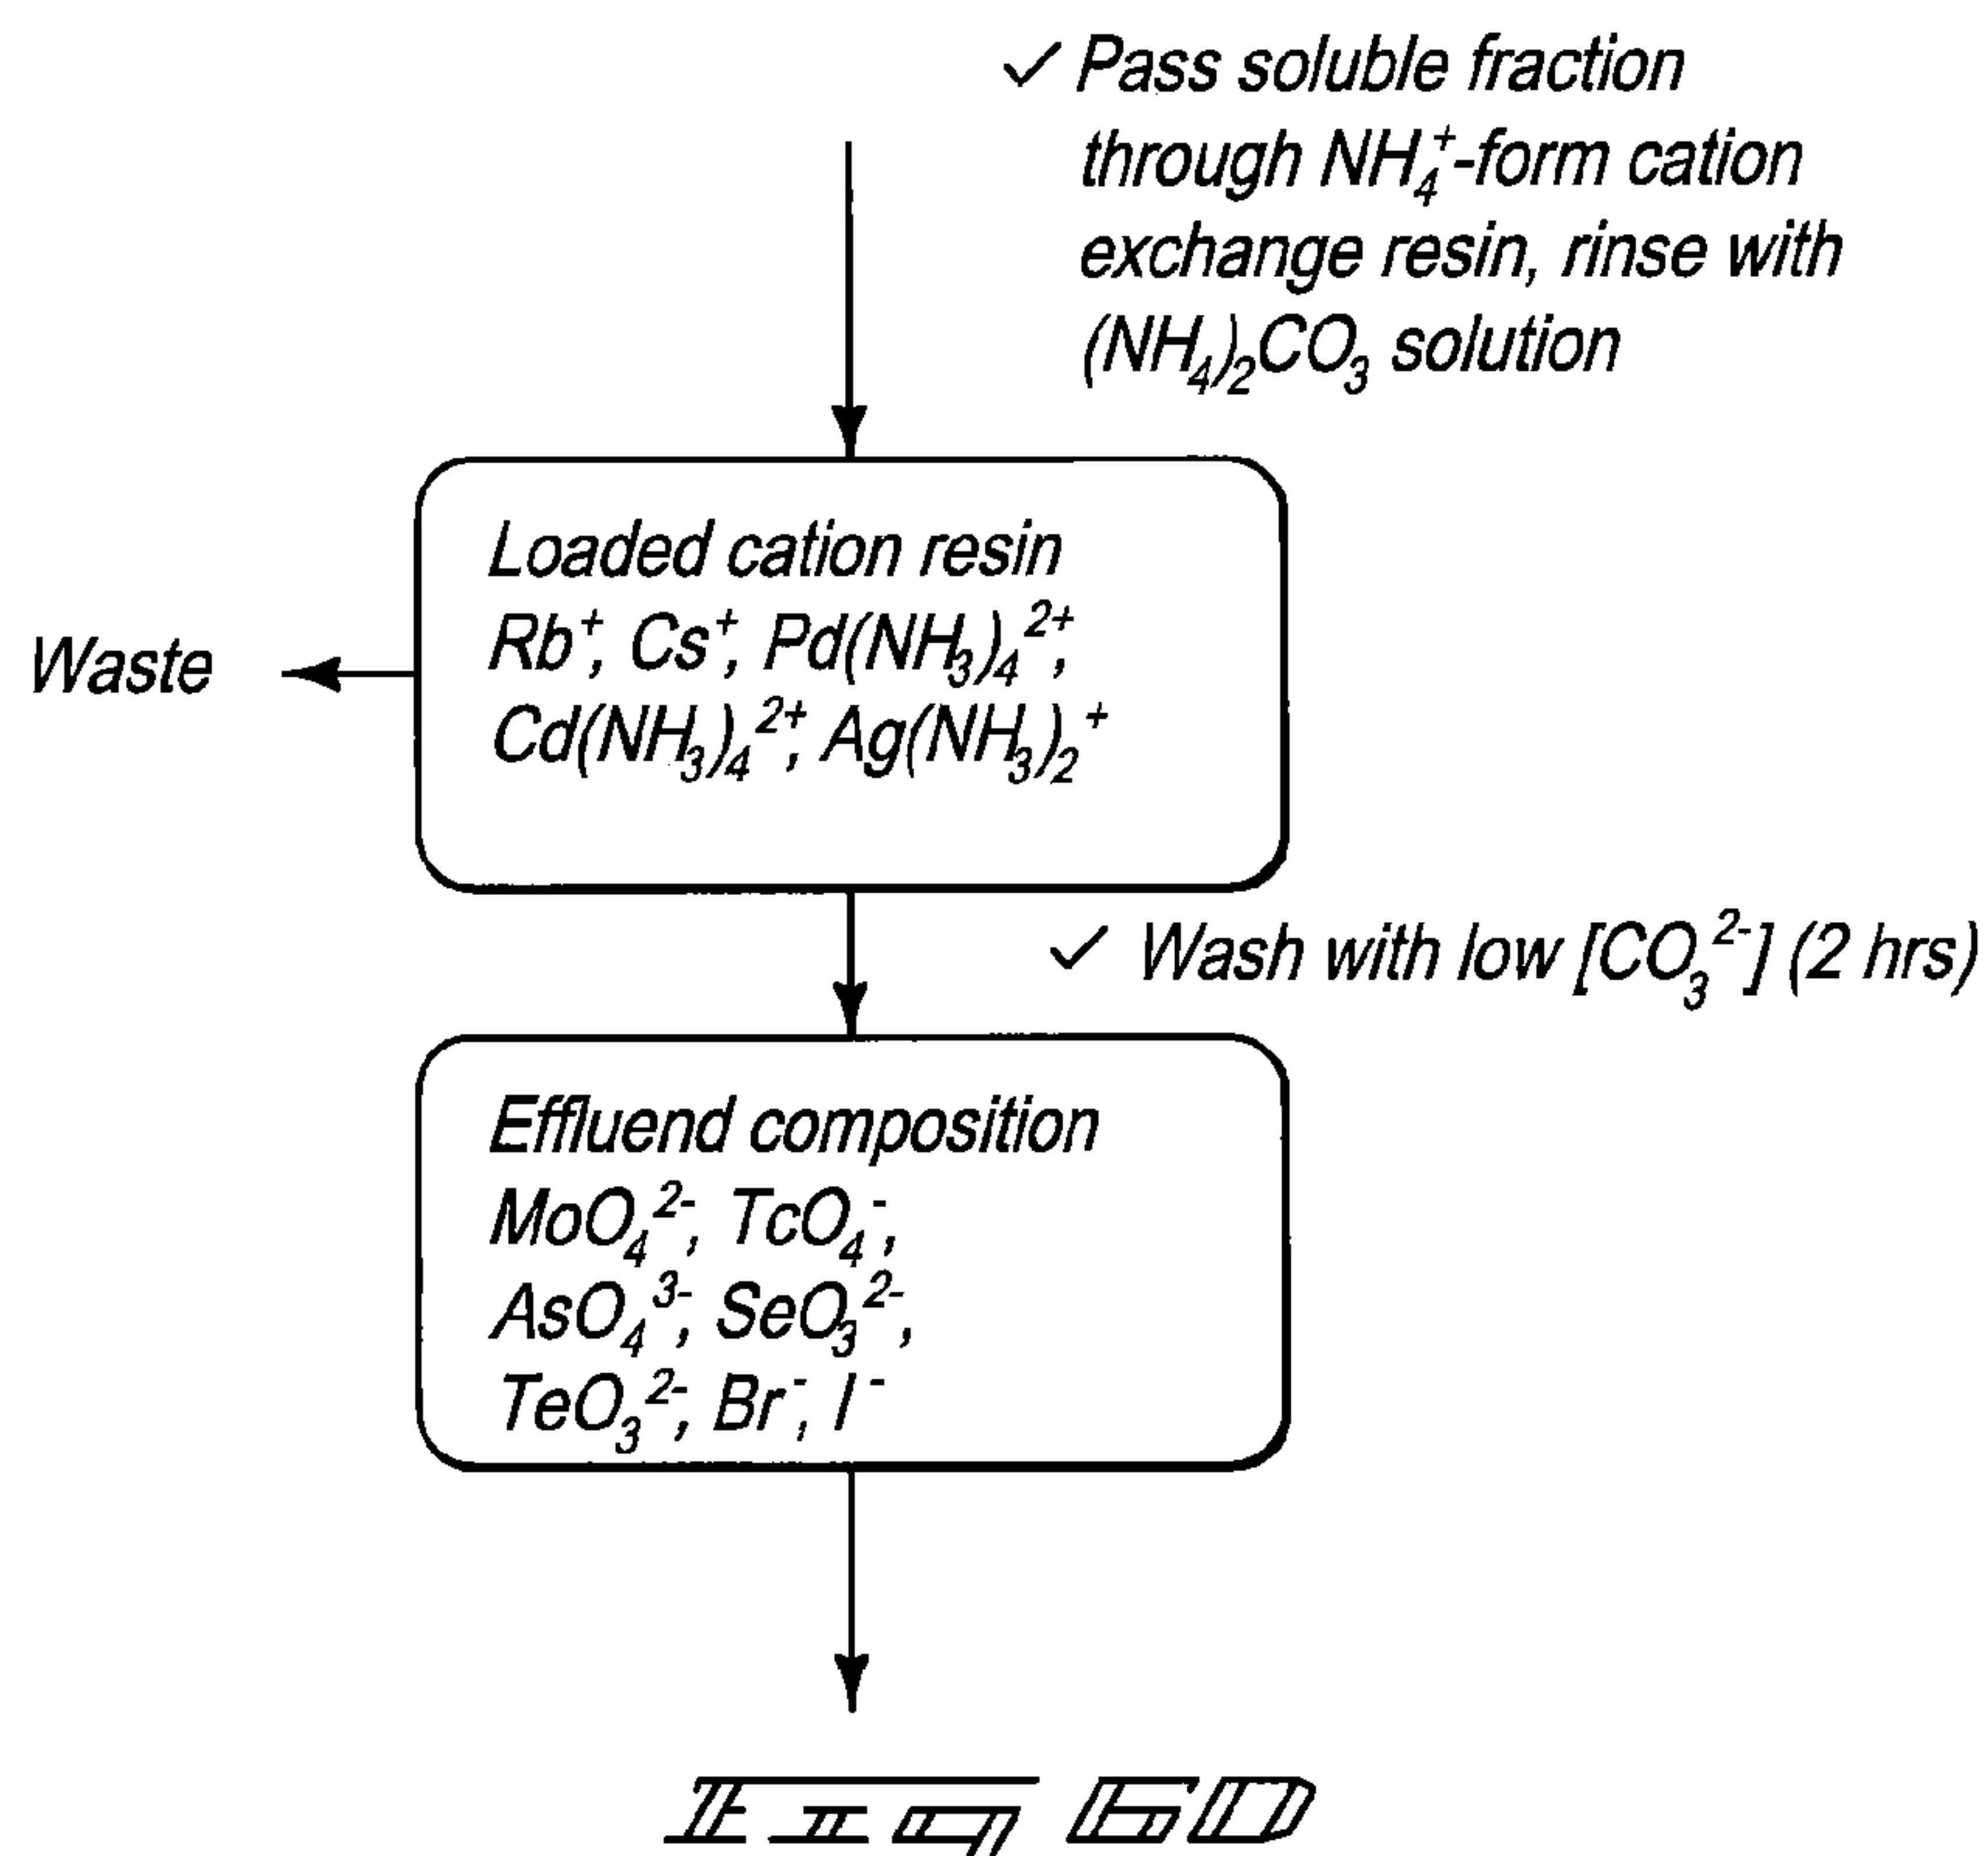 ✓ Pass soluble fraction
through NH₄⁺-form cation
exchange resin, rinse with
(NH₄)₂CO₃ solution
Loaded cation resin
Rb⁺, Cs⁺, Pd(NH₃)₄²⁺,
Cd(NH₃)₄²⁺, Ag(NH₃)₂⁺
Waste
✓ Wash with low [CO₃²⁻] (2 hrs)
Effluend composition
MoO₄²⁻, TcO₄⁻,
AsO₄³⁻, SeO₃²⁻,
TeO₃²⁻, Br⁻, I⁻
Fig 6D